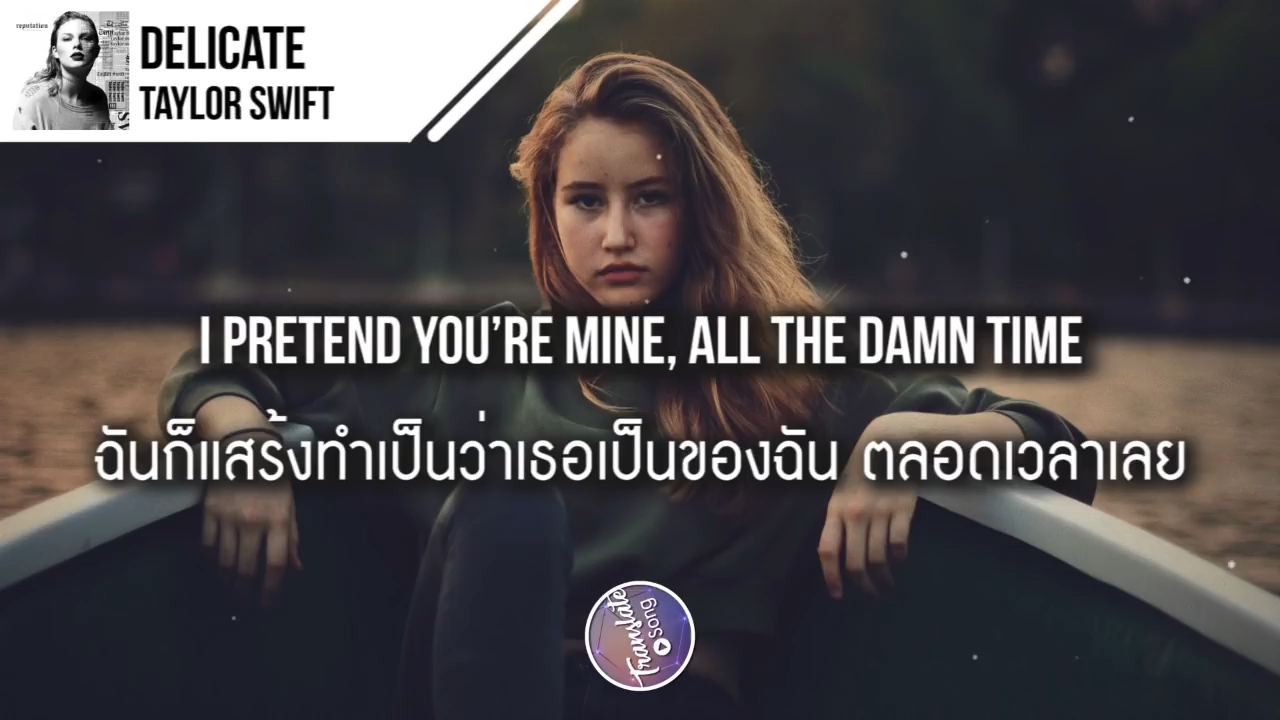 reputation
DELICATE
TAYLOR SWIFT
I PRETEND YOU'RE MINE, ALL THE DAMN TIME
ฉันก็แสร้งทำเป็นว่าเธอเป็นของฉัน ตลอดเวลาเลย
Translate
Song